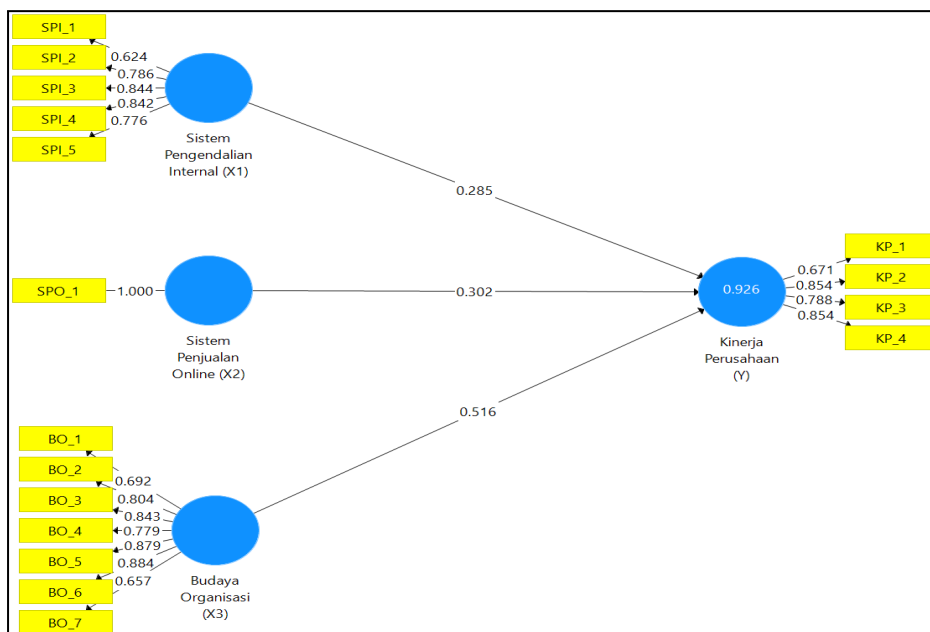 SPI_1
SPI_2
SPI_3
SPI_4
SPI_5
0.624
0.786
0.844
0.842
0.776
Sistem
Pengendalian
Internal (X1)
0.285
SPO_1
1.000
Sistem
Penjualan
Online (X2)
0.302
0.926
Kinerja
Perusahaan
(Y)
0.671
0.854
0.788
0.854
KP_1
KP_2
KP_3
KP_4
0.516
BO_1
BO_2
BO_3
BO_4
BO_5
BO_6
BO_7
0.692
0.804
0.843
0.779
0.879
0.884
0.657
Budaya
Organisasi
(X3)